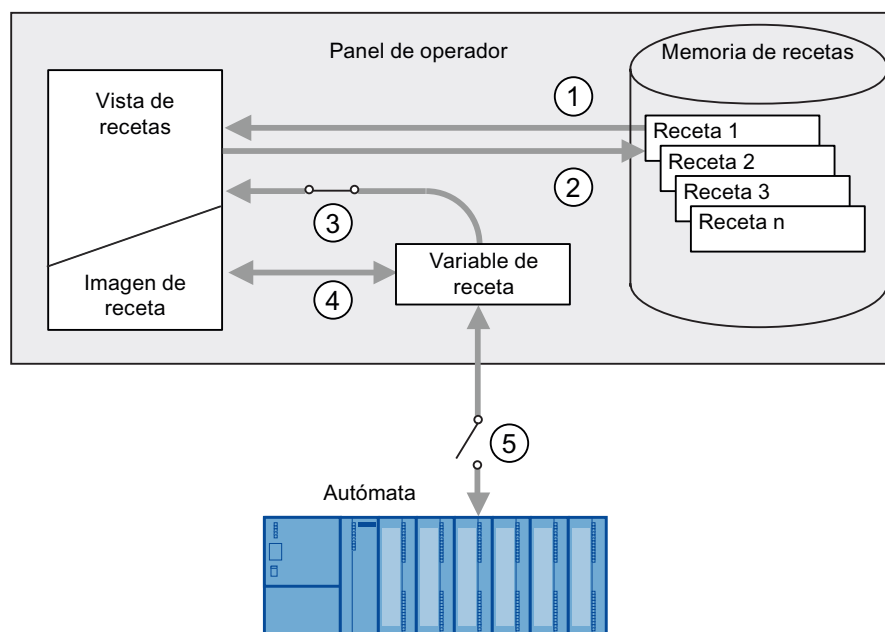 Panel de operador
Memoria de recetas
Vista de
recetas
1
Receta 1
Receta 2
2
Receta 3
3
Receta n
Variable de
receta
Imagen de
receta
4
5
Autómata